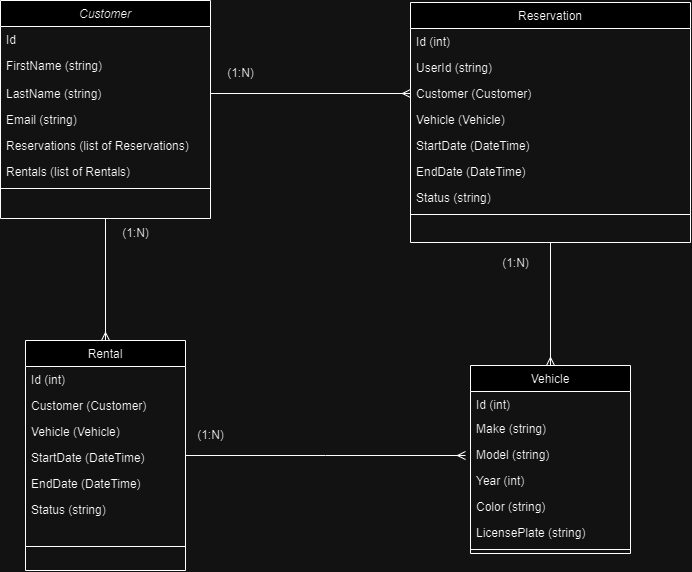 Customer
Id
FirstName (string)
LastName (string)
Email (string)
Reservations (list of Reservations)
Rentals (list of Rentals)
(1:N)
Reservation
Id (int)
UserId (string)
Customer (Customer)
Vehicle (Vehicle)
StartDate (DateTime)
EndDate (DateTime)
Status (string)
(1:N)
(1:N)
Rental
Id (int)
Customer (Customer)
Vehicle (Vehicle)
StartDate (DateTime)
EndDate (DateTime)
Status (string)
(1:N)
Vehicle
Id (int)
Make (string)
Model (string)
Year (int)
Color (string)
LicensePlate (string)